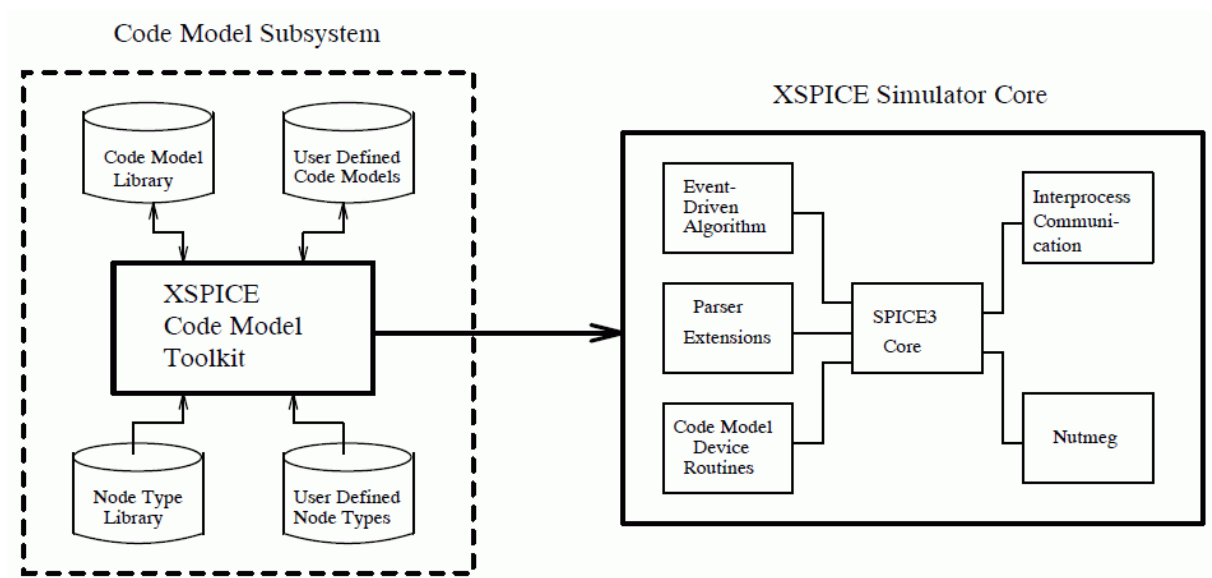 Code Model Subsystem
Code Model
Library
User Defined
Code Models
XSPICE
Code Model
Toolkit
Node Type
Library
User Defined
Node Types
XSPICE Simulator Core
Event-
Driven
Algorithm
Parser
Extensions
Code Model
Device
Routines
SPICE3
Core
Interprocess
Communi-
cation
Nutmeg